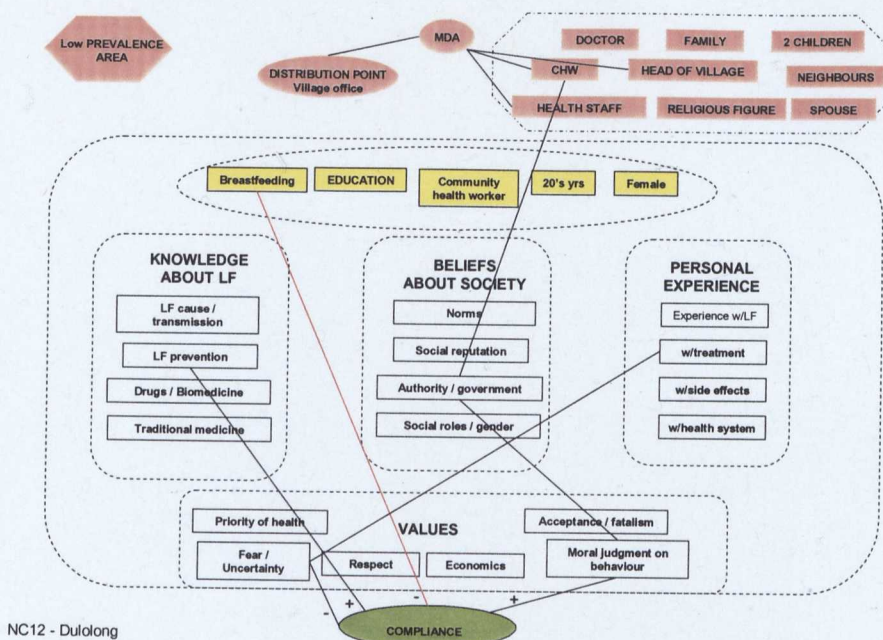 Low PREVALENCE
AREA
MDA
DISTRIBUTION POINT
Village office
DOCTOR
FAMILY
2 CHILDREN
CHW
HEAD OF VILLAGE
NEIGHBOURS
HEALTH STAFF
RELIGIOUS FIGURE
SPOUSE
Breastfeeding
EDUCATION
Community
health worker
20's yrs
Female
KNOWLEDGE
ABOUT LF
LF cause /
transmission
LF prevention
Drugs / Biomedicine
Traditional medicine
BELIEFS
ABOUT SOCIETY
Norms
Social reputation
Authority / government
Social roles / gender
PERSONAL
EXPERIENCE
Experience w/LF
w/treatment
w/side effects
w/health system
Priority of health
VALUES
Acceptance / fatalism
Fear /
Uncertainty
Respect
Economics
Moral judgment on
behaviour
- + - +
COMPLIANCE
NC12 - Dulolong